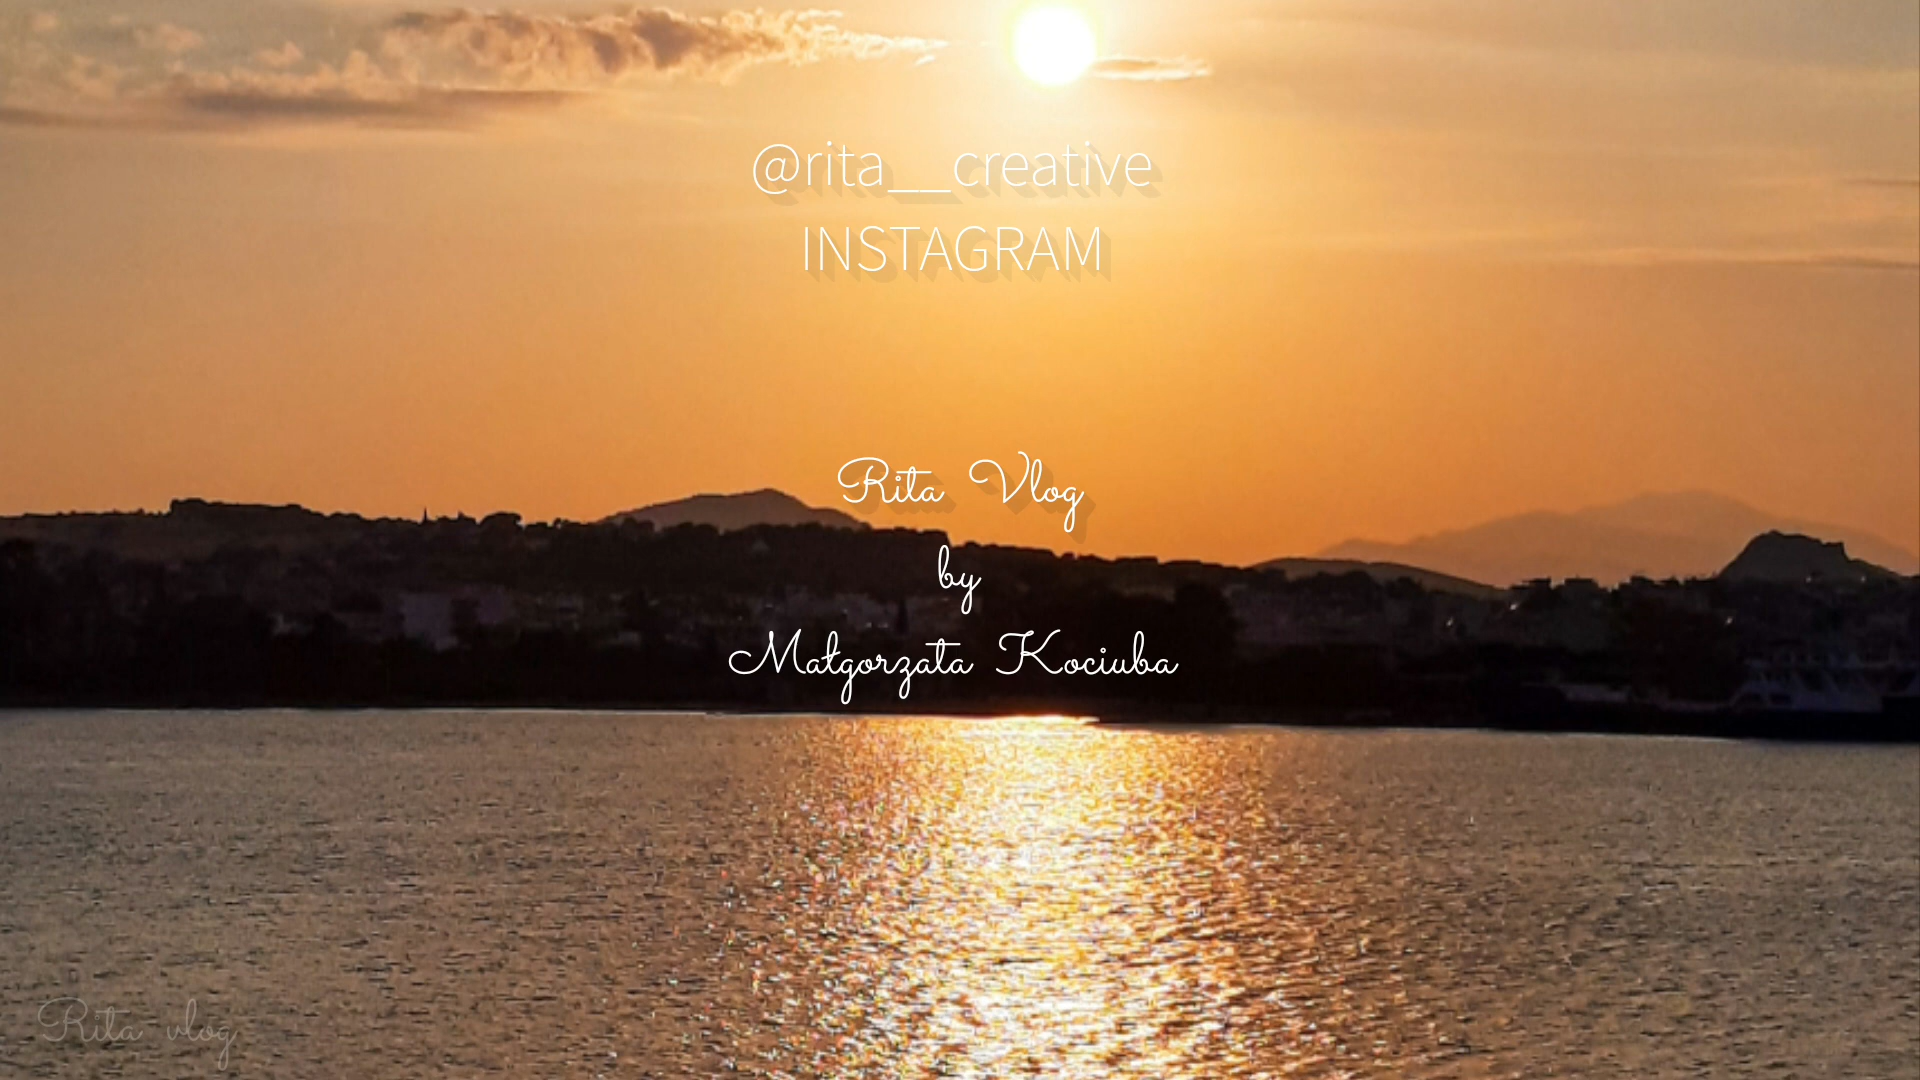 @rita__creative
INSTAGRAM
Rita Vlog
by
Małgorzata Kociuba
Rita vlog